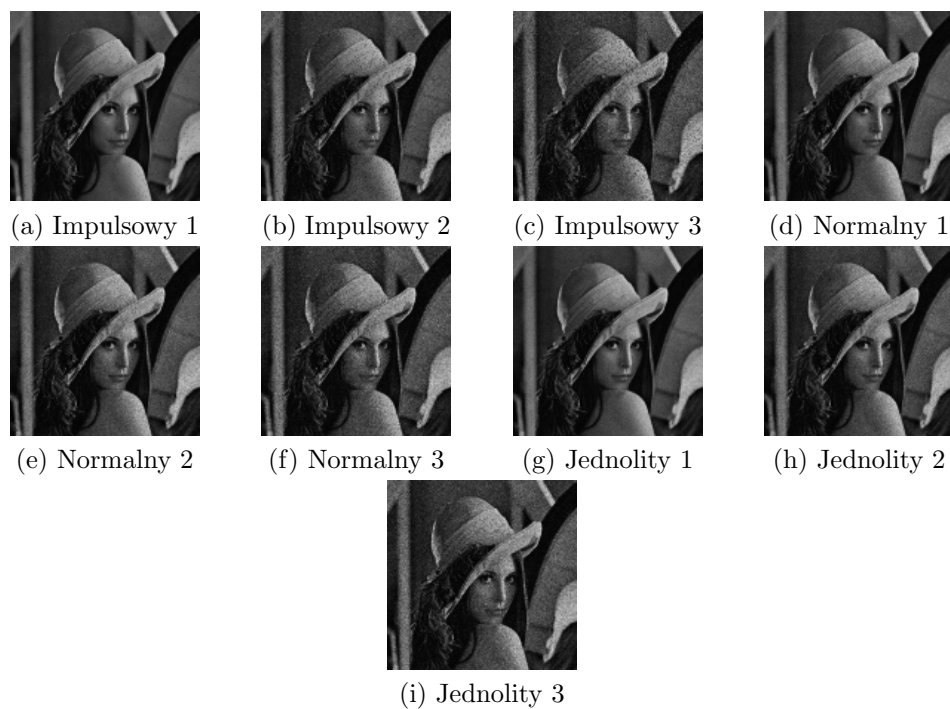 (a) Impulsowy 1 (b) Impulsowy 2 (c) Impulsowy 3 (d) Normalny 1
(e) Normalny 2 (f) Normalny 3 (g) Jednolity 1 (h) Jednolity 2
(i) Jednolity 3